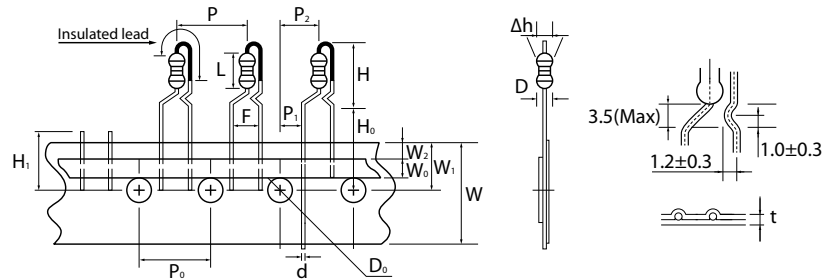 P
P₂
Insulated lead
L
H
F
P₁
H₀
H₁
W₂
W₀
W₁
W
P₀
d
D₀
Δh
D
3.5(Max)
1.2±0.3
1.0±0.3
t